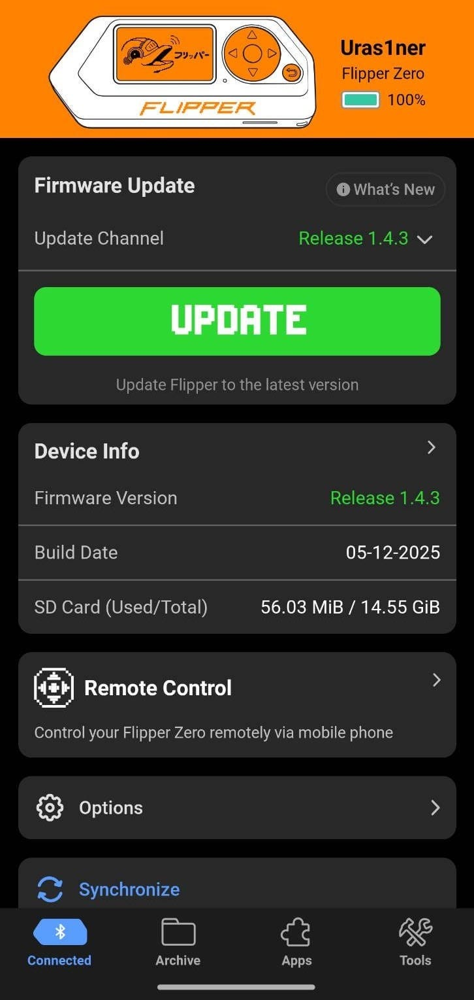 フリッパー
FLIPPER
Uras1ner
Flipper Zero
100%
Firmware Update
What's New
Update Channel
Release 1.4.3
UPDATE
Update Flipper to the latest version
Device Info
Firmware Version
Release 1.4.3
Build Date
05-12-2025
SD Card (Used/Total)
56.03 MiB / 14.55 GiB
Remote Control
Control your Flipper Zero remotely via mobile phone
Options
Synchronize
Connected
Archive
Apps
Tools